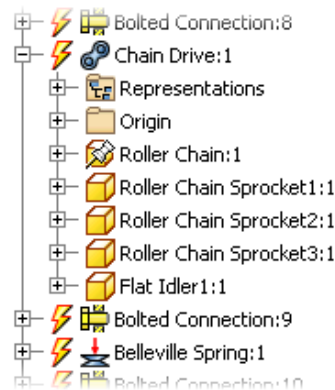 Bolted Connection:8
Chain Drive:1
Representations
Origin
Roller Chain:1
Roller Chain Sprocket1:1
Roller Chain Sprocket2:1
Roller Chain Sprocket3:1
Flat Idler1:1
Bolted Connection:9
Belleville Spring:1
Bolted Connection:10